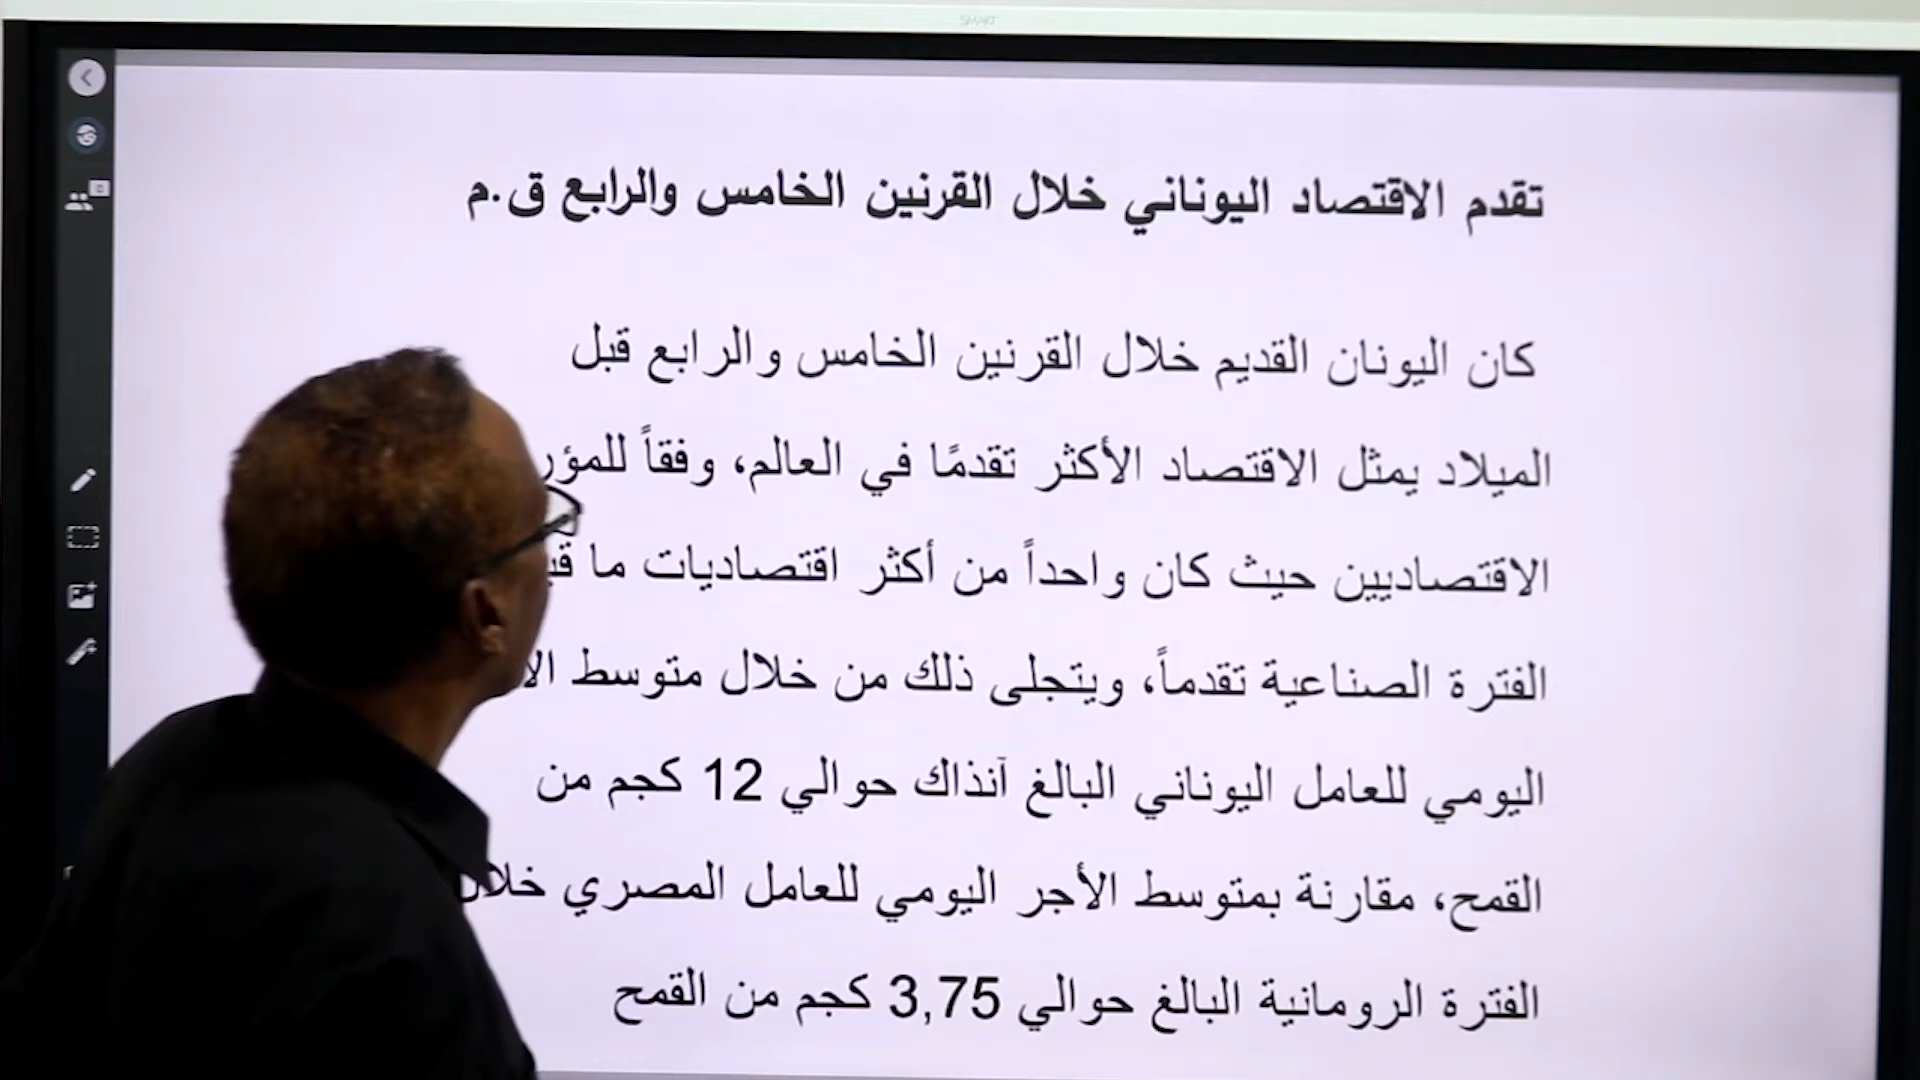 SMART
تقدم الاقتصاد اليوناني خلال القرنين الخامس والرابع ق.م
كان اليونان القديم خلال القرنين الخامس والرابع قبل
الميلاد يمثل الاقتصاد الأكثر تقدمًا في العالم، وفقاً
الاقتصاديين حيث كان واحداً من أكثر اقتصاديات ما
الفترة الصناعية تقدماً، ويتجلى ذلك من خلال متوسط
اليومي للعامل اليوناني البالغ آنذاك حوالي 12 كجم من
القمح، مقارنة بمتوسط الأجر اليومي للعامل المصري خلال
الفترة الرومانية البالغ حوالي 3,75 كجم من القمح